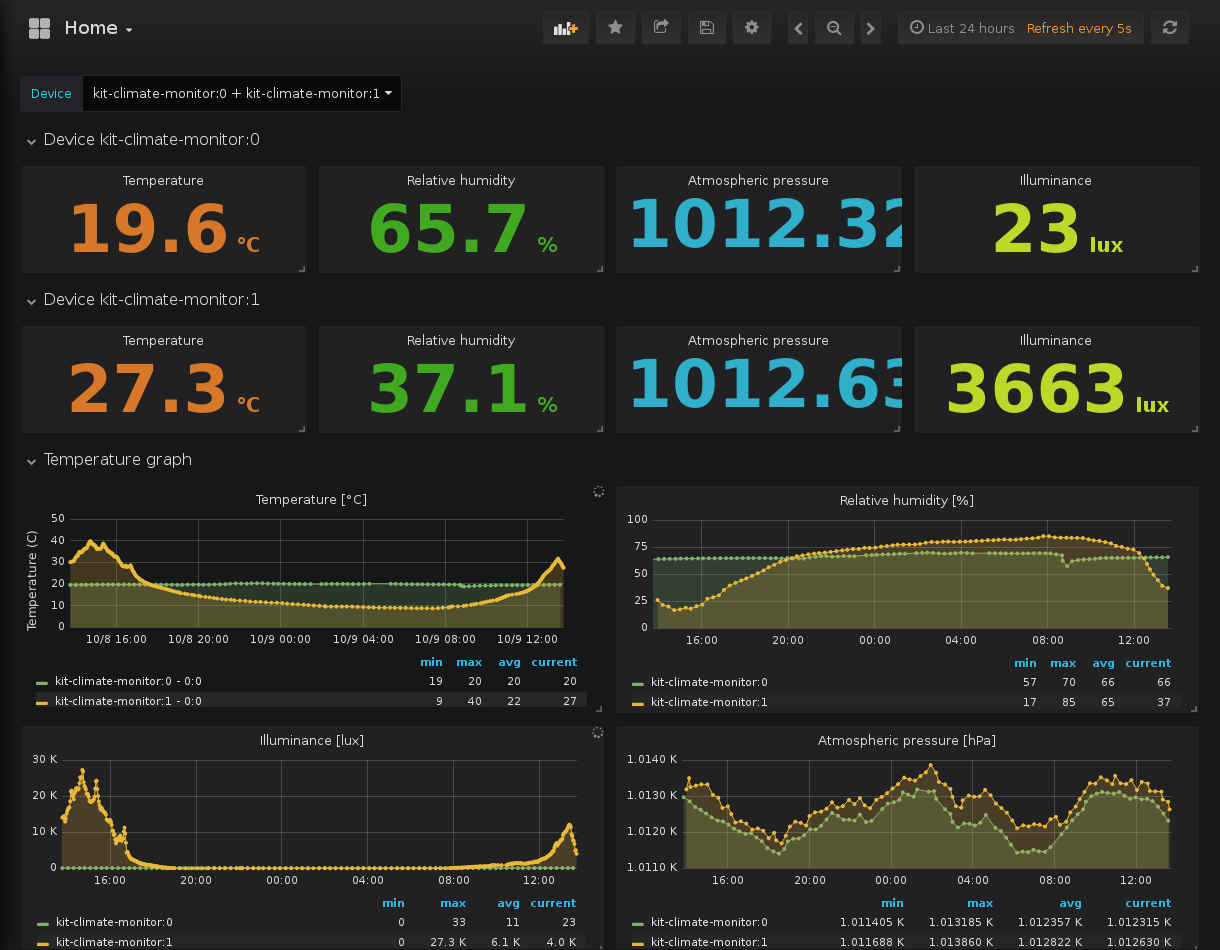 Home
Last 24 hours Refresh every 5s
Device kit-climate-monitor:0 + kit-climate-monitor:1
Device kit-climate-monitor:0
Temperature
19.6 °C
Relative humidity
65.7 %
Atmospheric pressure
1012.32
Illuminance
23 lux
Device kit-climate-monitor:1
Temperature
27.3 °C
Relative humidity
37.1 %
Atmospheric pressure
1012.63
Illuminance
3663 lux
Temperature graph
Temperature [°C]
Temperature (C)
50
40
30
20
10
0
10/8 16:00 10/8 20:00 10/9 00:00 10/9 04:00 10/9 08:00 10/9 12:00
min max avg current
kit-climate-monitor:0 - 0:0 19 20 20 20
kit-climate-monitor:1 - 0:0 9 40 22 27
Relative humidity [%]
100
75
50
25
0
16:00 20:00 00:00 04:00 08:00 12:00
min max avg current
kit-climate-monitor:0 57 70 66 66
kit-climate-monitor:1 17 85 65 37
Illuminance [lux]
30 K
20 K
10 K
0
16:00 20:00 00:00 04:00 08:00 12:00
min max avg current
kit-climate-monitor:0 0 33 11 23
kit-climate-monitor:1 0 27.3 K 6.1 K 4.0 K
Atmospheric pressure [hPa]
1.0140 K
1.0130 K
1.0120 K
1.0110 K
16:00 20:00 00:00 04:00 08:00 12:00
min max avg current
kit-climate-monitor:0 1.011405 K 1.013185 K 1.012357 K 1.012315 K
kit-climate-monitor:1 1.011688 K 1.013860 K 1.012822 K 1.012630 K